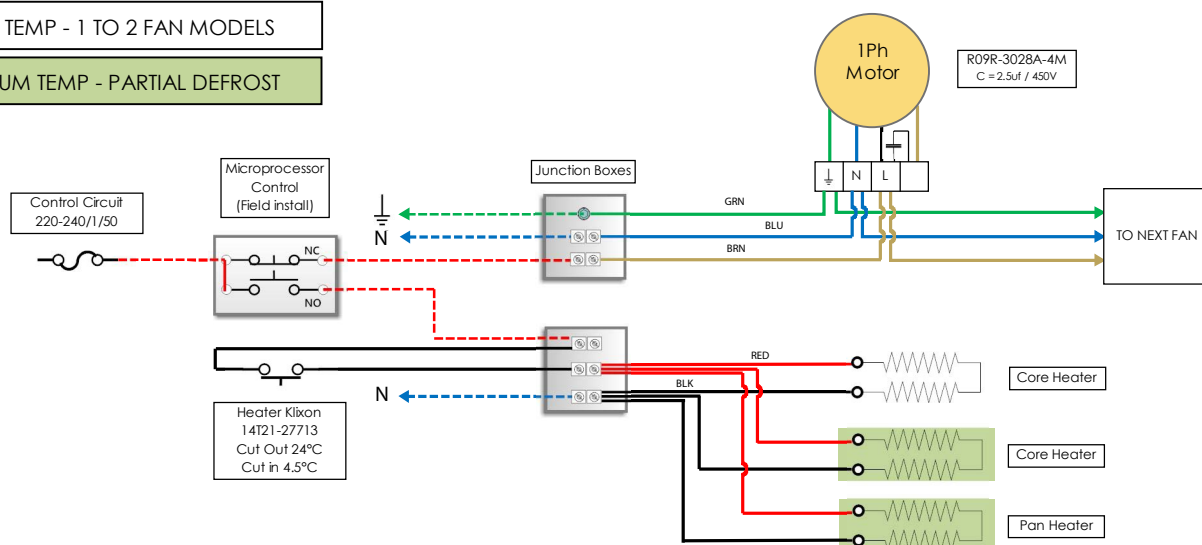 TEMP - 1 TO 2 FAN MODELS
UM TEMP - PARTIAL DEFROST
1Ph
Motor
R09R-3028A-4M
C = 2.5uf / 450V
Control Circuit
220-240/1/50
Microprocessor
Control
(Field install)
NC
NO
Junction Boxes
N
N
L
GRN
BLU
BRN
TO NEXT FAN
Heater Klixon
14T21-27713
Cut Out 24°C
Cut in 4.5°C
N
RED
BLK
Core Heater
Core Heater
Pan Heater